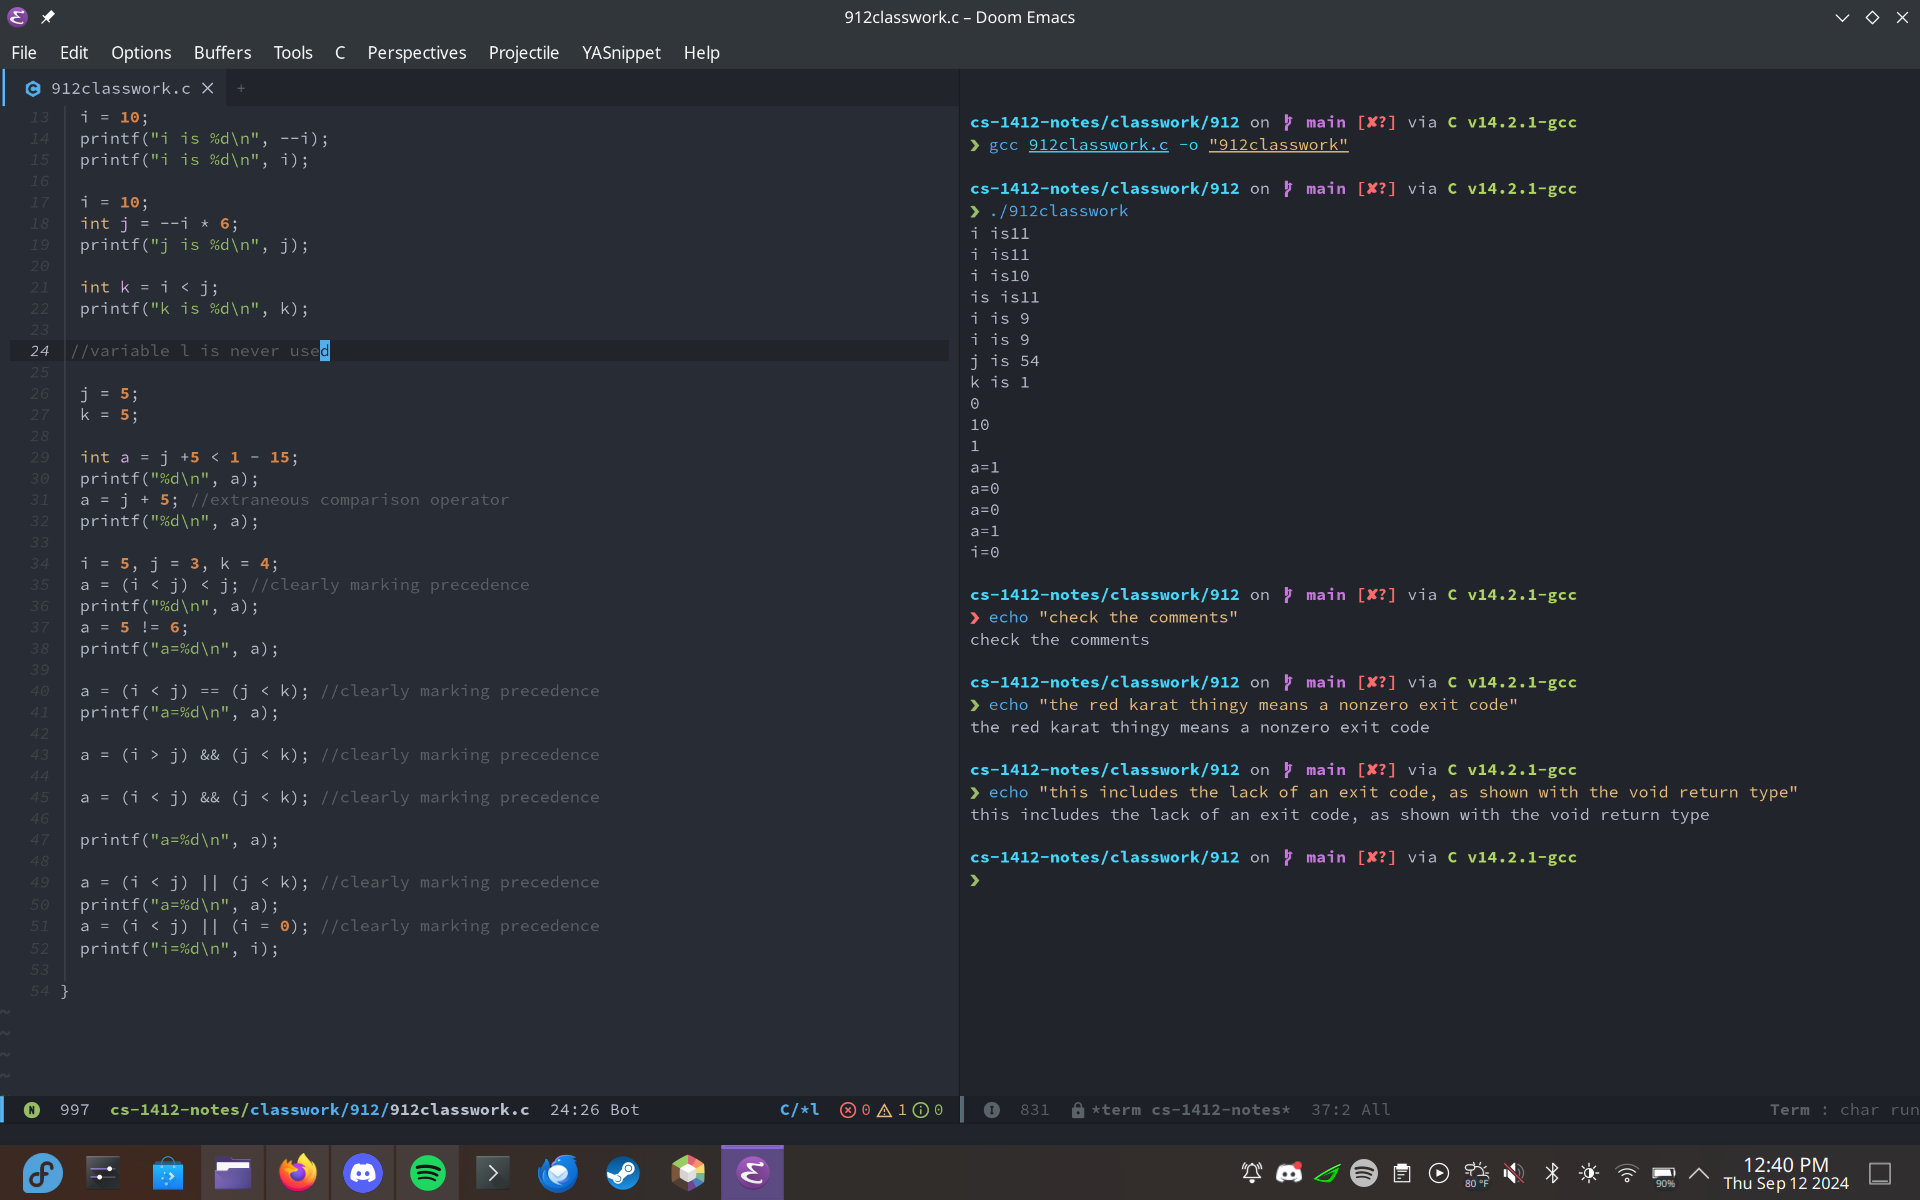 912classwork.c – Doom Emacs
File Edit Options Buffers Tools C Perspectives Projectile YASnippet Help
912classwork.c
13 i = 10;
14 printf("i is %d\n", --i);
15 printf("i is %d\n", i);
16
17 i = 10;
18 int j = --i * 6;
19 printf("j is %d\n", j);
20
21 int k = i < j;
22 printf("k is %d\n", k);
23
24 //variable l is never used
25
26 j = 5;
27 k = 5;
28
29 int a = j +5 < 1 - 15;
30 printf("%d\n", a);
31 a = j + 5; //extraneous comparison operator
32 printf("%d\n", a);
33
34 i = 5, j = 3, k = 4;
35 a = (i < j) < j; //clearly marking precedence
36 printf("%d\n", a);
37 a = 5 != 6;
38 printf("a=%d\n", a);
39
40 a = (i < j) == (j < k); //clearly marking precedence
41 printf("a=%d\n", a);
42
43 a = (i > j) && (j < k); //clearly marking precedence
44
45 a = (i < j) && (j < k); //clearly marking precedence
46
47 printf("a=%d\n", a);
48
49 a = (i < j) || (j < k); //clearly marking precedence
50 printf("a=%d\n", a);
51 a = (i < j) || (i = 0); //clearly marking precedence
52 printf("i=%d\n", i);
53
54 }
~
~
~
~
N 997 cs-1412-notes/classwork/912/912classwork.c 24:26 Bot C/*l 0 1 0
cs-1412-notes/classwork/912 on main [✘?] via C v14.2.1-gcc
❯ gcc 912classwork.c -o "912classwork"
cs-1412-notes/classwork/912 on main [✘?] via C v14.2.1-gcc
❯ ./912classwork
i is11
i is11
i is10
is is11
i is 9
i is 9
j is 54
k is 1
0
10
1
a=1
a=0
a=0
a=1
i=0
cs-1412-notes/classwork/912 on main [✘?] via C v14.2.1-gcc
❯ echo "check the comments"
check the comments
cs-1412-notes/classwork/912 on main [✘?] via C v14.2.1-gcc
❯ echo "the red karat thingy means a nonzero exit code"
the red karat thingy means a nonzero exit code
cs-1412-notes/classwork/912 on main [✘?] via C v14.2.1-gcc
❯ echo "this includes the lack of an exit code, as shown with the void return type"
this includes the lack of an exit code, as shown with the void return type
cs-1412-notes/classwork/912 on main [✘?] via C v14.2.1-gcc
❯
I 831 *term cs-1412-notes* 37:2 All Term : char run
80 °F
90%
12:40 PM
Thu Sep 12 2024